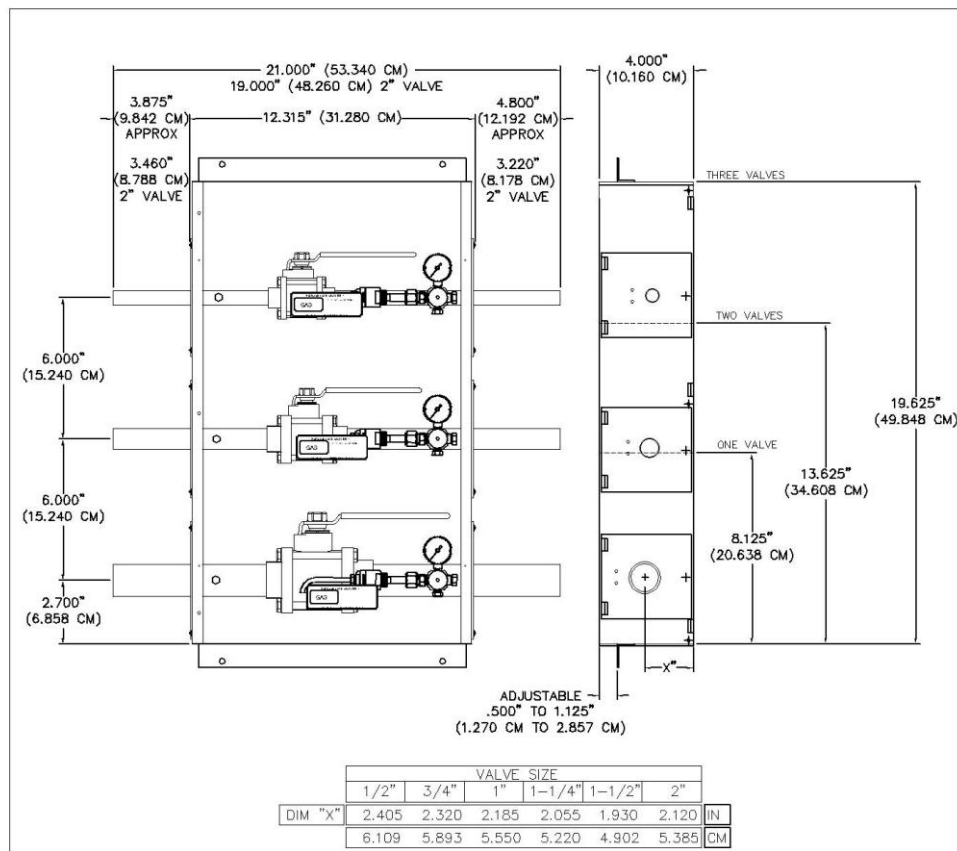 21.000" (53.340 CM)
19.000" (48.260 CM) 2" VALVE
3.875"
(9.842 CM)
APPROX
12.315" (31.280 CM)
4.800"
(12.192 CM)
APPROX
3.460"
(8.788 CM)
2" VALVE
3.220"
(8.178 CM)
2" VALVE
4.000"
(10.160 CM)
THREE VALVES
GAS
TWO VALVES
6.000"
(15.240 CM)
19.625"
(49.848 CM)
GAS
ONE VALVE
13.625"
(34.608 CM)
6.000"
(15.240 CM)
8.125"
(20.638 CM)
GAS
2.700"
(6.858 CM)
X"
ADJUSTABLE
.500" TO 1.125"
(1.270 CM TO 2.857 CM)
VALVE SIZE
1/2" 3/4" 1" 1-1/4" 1-1/2" 2"
DIM "X" 2.405 2.320 2.185 2.055 1.930 2.120 IN
6.109 5.893 5.550 5.220 4.902 5.385 CM